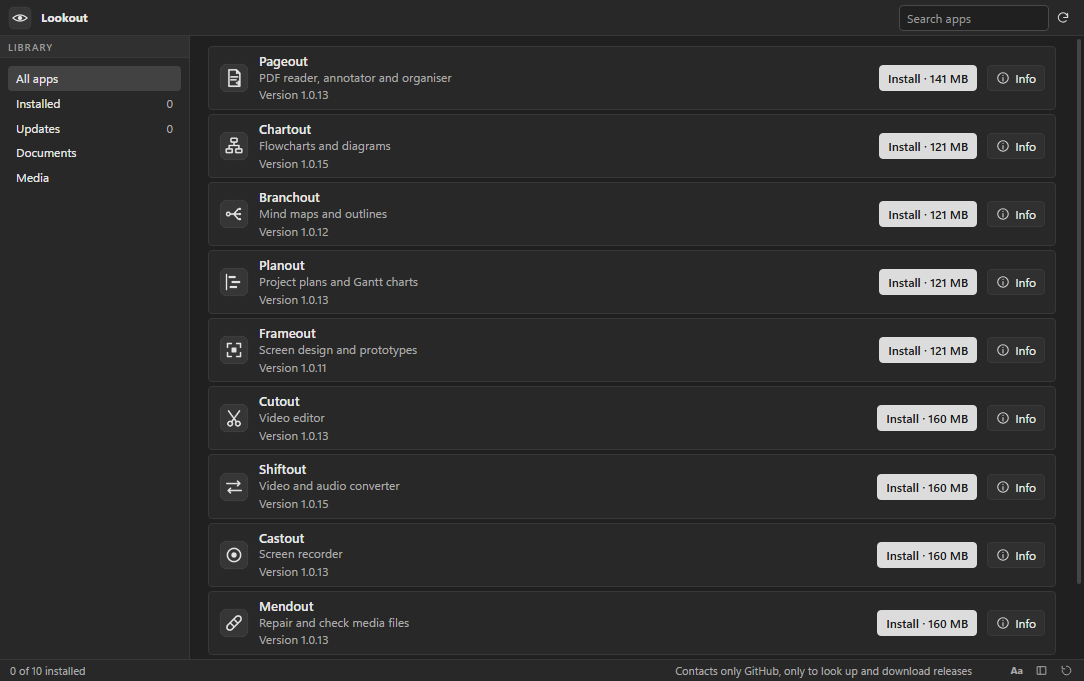 Lookout
Search apps
LIBRARY
All apps
Installed 0
Updates 0
Documents
Media
Pageout
PDF reader, annotator and organiser
Version 1.0.13
Install · 141 MB
Info
Chartout
Flowcharts and diagrams
Version 1.0.15
Install · 121 MB
Info
Branchout
Mind maps and outlines
Version 1.0.12
Install · 121 MB
Info
Planout
Project plans and Gantt charts
Version 1.0.13
Install · 121 MB
Info
Frameout
Screen design and prototypes
Version 1.0.11
Install · 121 MB
Info
Cutout
Video editor
Version 1.0.13
Install · 160 MB
Info
Shiftout
Video and audio converter
Version 1.0.15
Install · 160 MB
Info
Castout
Screen recorder
Version 1.0.13
Install · 160 MB
Info
Mendout
Repair and check media files
Version 1.0.13
Install · 160 MB
Info
0 of 10 installed
Contacts only GitHub, only to look up and download releases
Aa